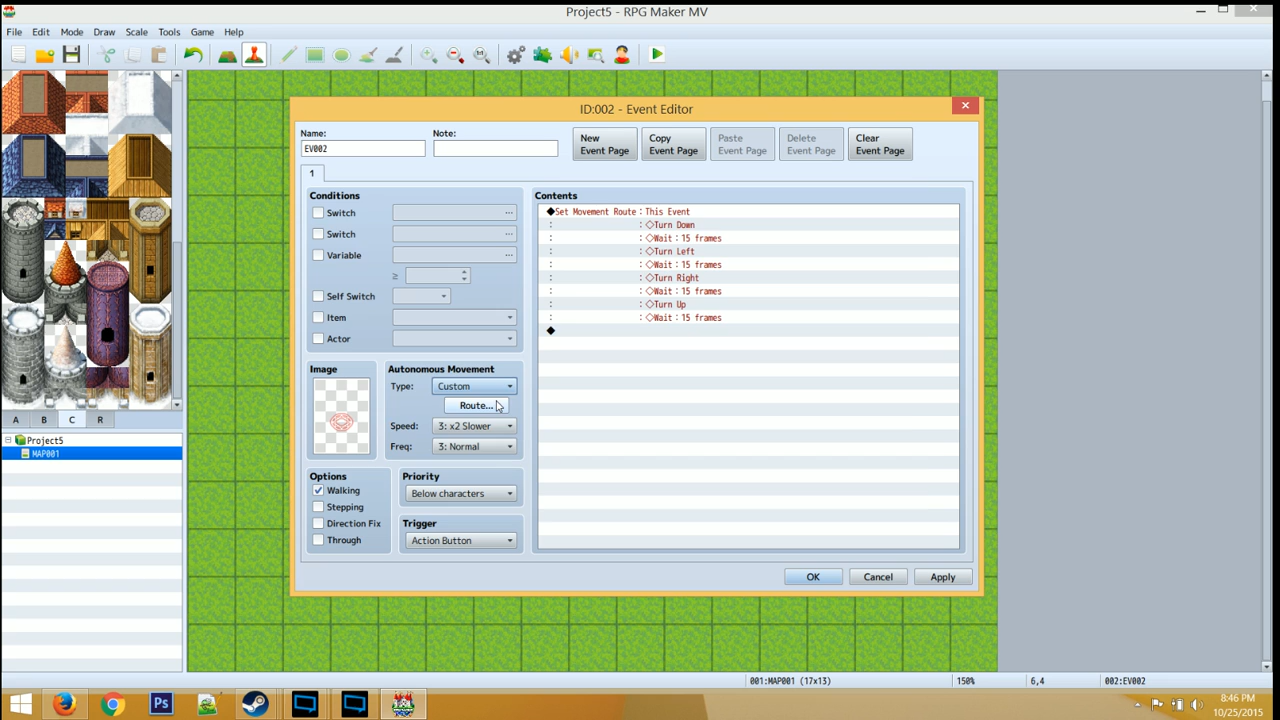 Project5 - RPG Maker MV
File Edit Mode Draw Scale Tools Game Help
ID:002 - Event Editor
Name:
Note:
EV002
New Event Page
Copy Event Page
Paste Event Page
Delete Event Page
Clear Event Page
1
Conditions
Switch
Switch
Variable
≥
Self Switch
Item
Actor
Image
Autonomous Movement
Type: Custom
Route...
Speed: 3: x2 Slower
Freq: 3: Normal
Options
Walking
Stepping
Direction Fix
Through
Priority
Below characters
Trigger
Action Button
Contents
◆Set Movement Route：This Event
：　：◇Turn Down
：　：◇Wait：15 frames
：　：◇Turn Left
：　：◇Wait：15 frames
：　：◇Turn Right
：　：◇Wait：15 frames
：　：◇Turn Up
：　：◇Wait：15 frames
◆
OK Cancel Apply
A B C R
Project5
MAP001
001:MAP001 (17x13) 150% 6,4 002:EV002
Ps
8:46 PM
10/25/2015